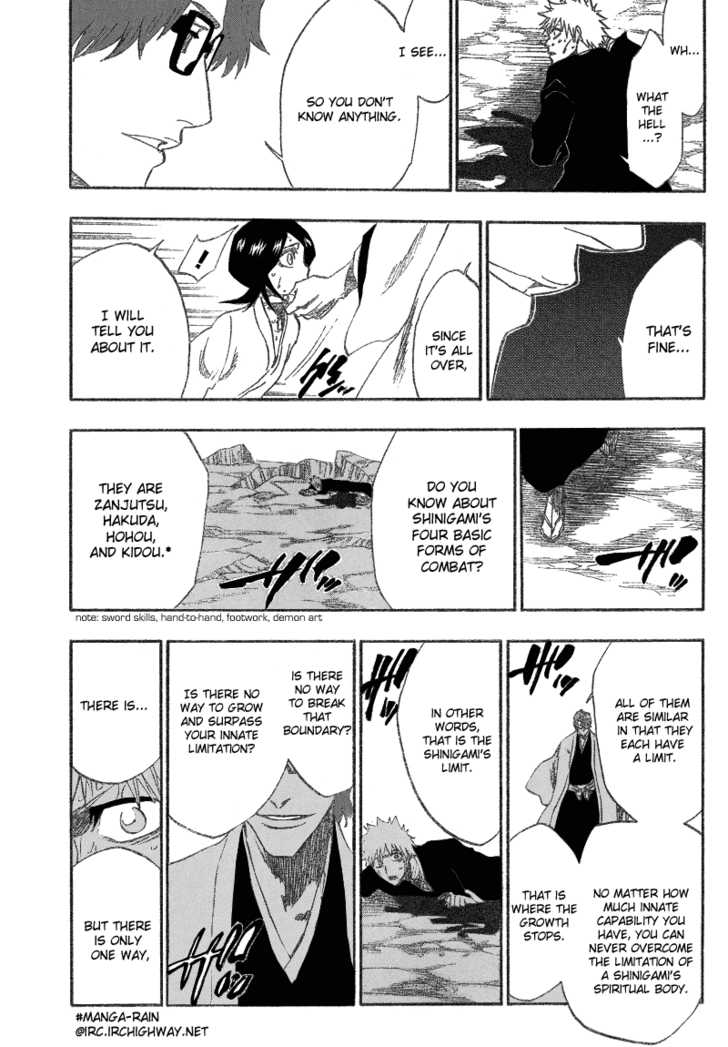 WH...
WHAT
THE
HELL
...?
I SEE...
SO YOU DON'T
KNOW ANYTHING.
THAT'S
FINE...
SINCE
IT'S ALL
OVER,
!
I WILL
TELL YOU
ABOUT IT.
DO YOU
KNOW ABOUT
SHINIGAMI'S
FOUR BASIC
FORMS OF
COMBAT?
THEY ARE
ZANJUTSU,
HAKUDA,
HOHOU,
AND KIDOU.*
note: sword skills, hand-to-hand, footwork, demon art
ALL OF THEM
ARE SIMILAR
IN THAT THEY
EACH HAVE
A LIMIT.
NO MATTER HOW
MUCH INNATE
CAPABILITY YOU
HAVE, YOU CAN
NEVER OVERCOME
THE LIMITATION OF
A SHINIGAMI'S
SPIRITUAL BODY.
THAT IS
WHERE THE
GROWTH
STOPS.
IN OTHER
WORDS,
THAT IS THE
SHINIGAMI'S
LIMIT.
IS THERE
NO WAY
TO BREAK
THAT
BOUNDARY?
IS THERE NO
WAY TO GROW
AND SURPASS
YOUR INNATE
LIMITATION?
THERE IS...
BUT THERE
IS ONLY
ONE WAY,
#MANGA-RAIN
@IRC.IRCHIGHWAY.NET